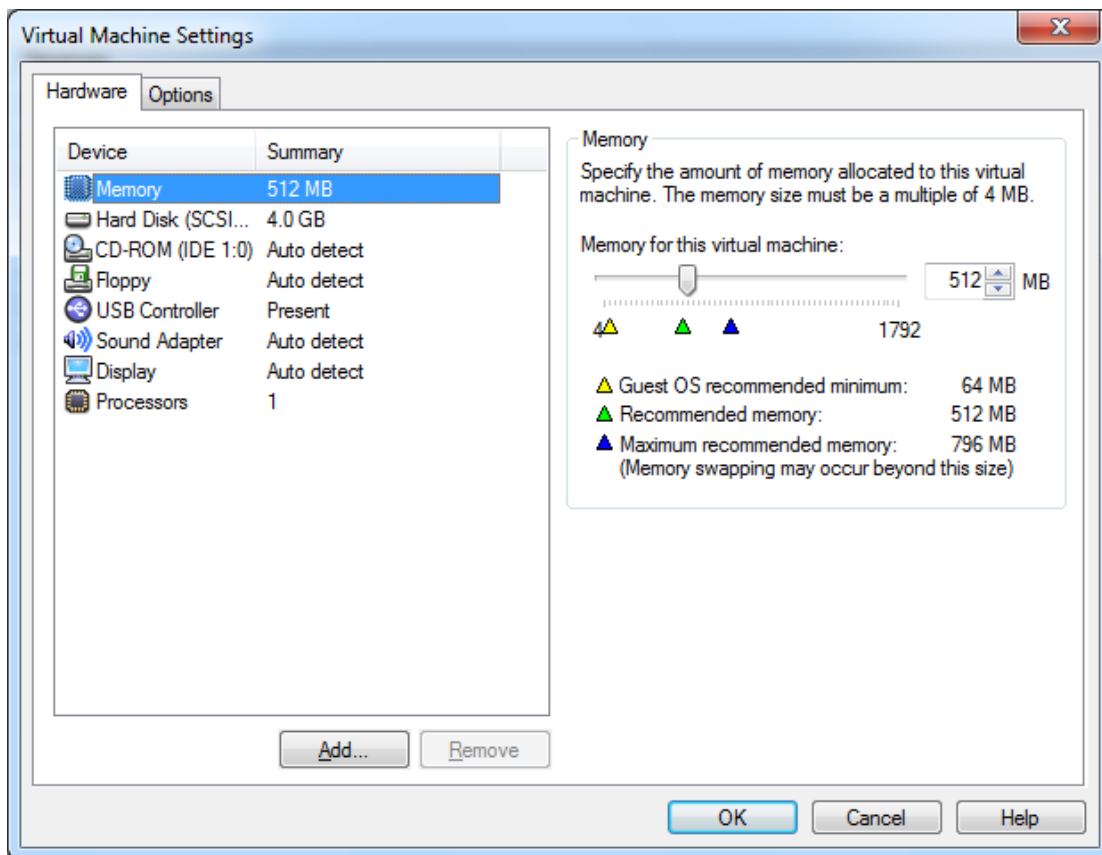 Virtual Machine Settings
Hardware Options
Device Summary
Memory 512 MB
Hard Disk (SCSI... 4.0 GB
CD-ROM (IDE 1:0) Auto detect
Floppy Auto detect
USB Controller Present
Sound Adapter Auto detect
Display Auto detect
Processors 1
Add... Remove
Memory
Specify the amount of memory allocated to this virtual
machine. The memory size must be a multiple of 4 MB.
Memory for this virtual machine:
512 MB
4 1792
Guest OS recommended minimum: 64 MB
Recommended memory: 512 MB
Maximum recommended memory: 796 MB
(Memory swapping may occur beyond this size)
OK Cancel Help